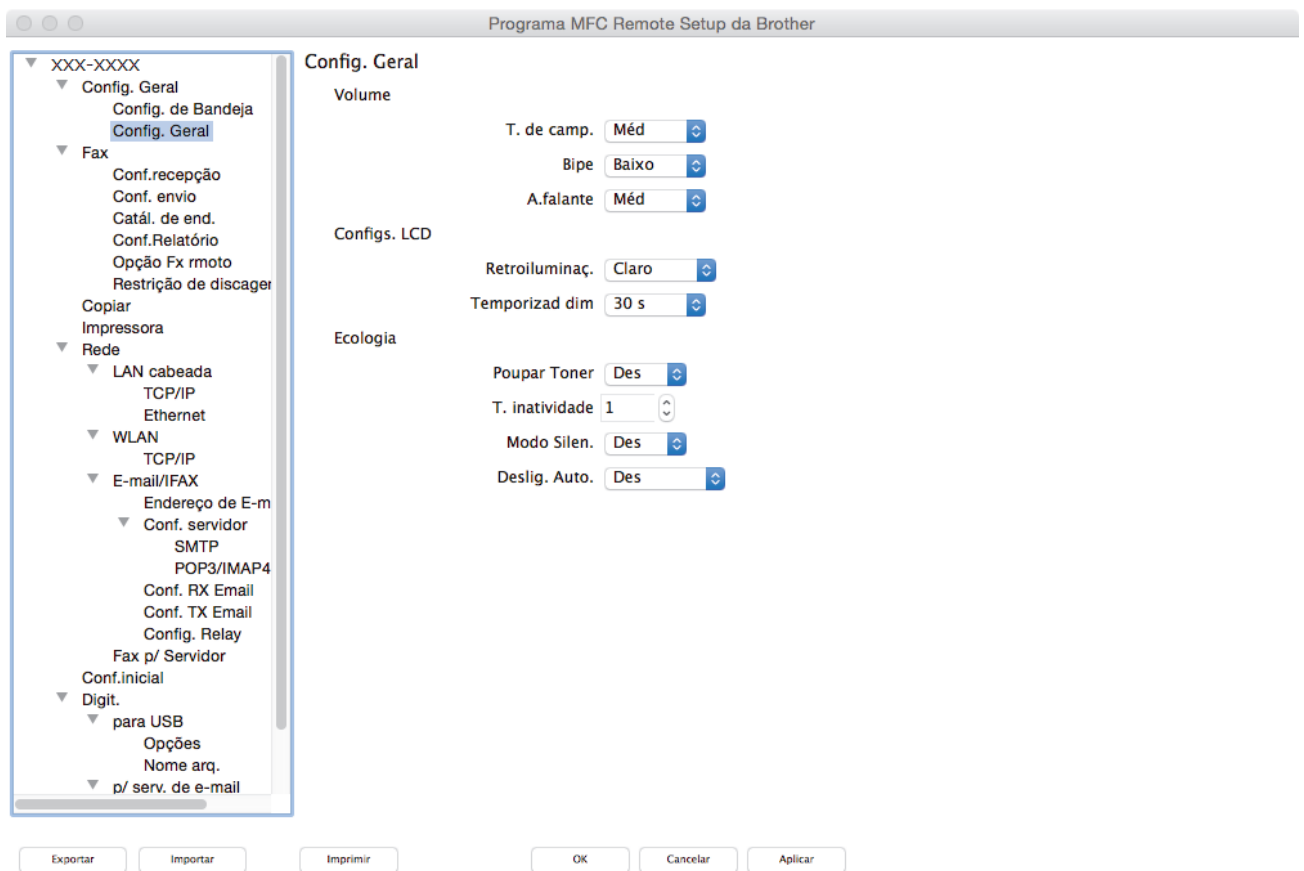 Programa MFC Remote Setup da Brother
XXX-XXXX
Config. Geral
Config. de Bandeja
Config. Geral
Fax
Conf.recepção
Conf. envio
Catál. de end.
Conf.Relatório
Opção Fx rmoto
Restrição de discager
Copiar
Impressora
Rede
LAN cabeada
TCP/IP
Ethernet
WLAN
TCP/IP
E-mail/IFAX
Endereço de E-m
Conf. servidor
SMTP
POP3/IMAP4
Conf. RX Email
Conf. TX Email
Config. Relay
Fax p/ Servidor
Conf.inicial
Digit.
para USB
Opções
Nome arq.
p/ serv. de e-mail
Config. Geral
Volume
T. de camp. Méd
Bipe Baixo
A.falante Méd
Configs. LCD
Retroiluminaç. Claro
Temporizad dim 30 s
Ecologia
Poupar Toner Des
T. inatividade 1
Modo Silen. Des
Deslig. Auto. Des
Exportar Importar Imprimir OK Cancelar Aplicar